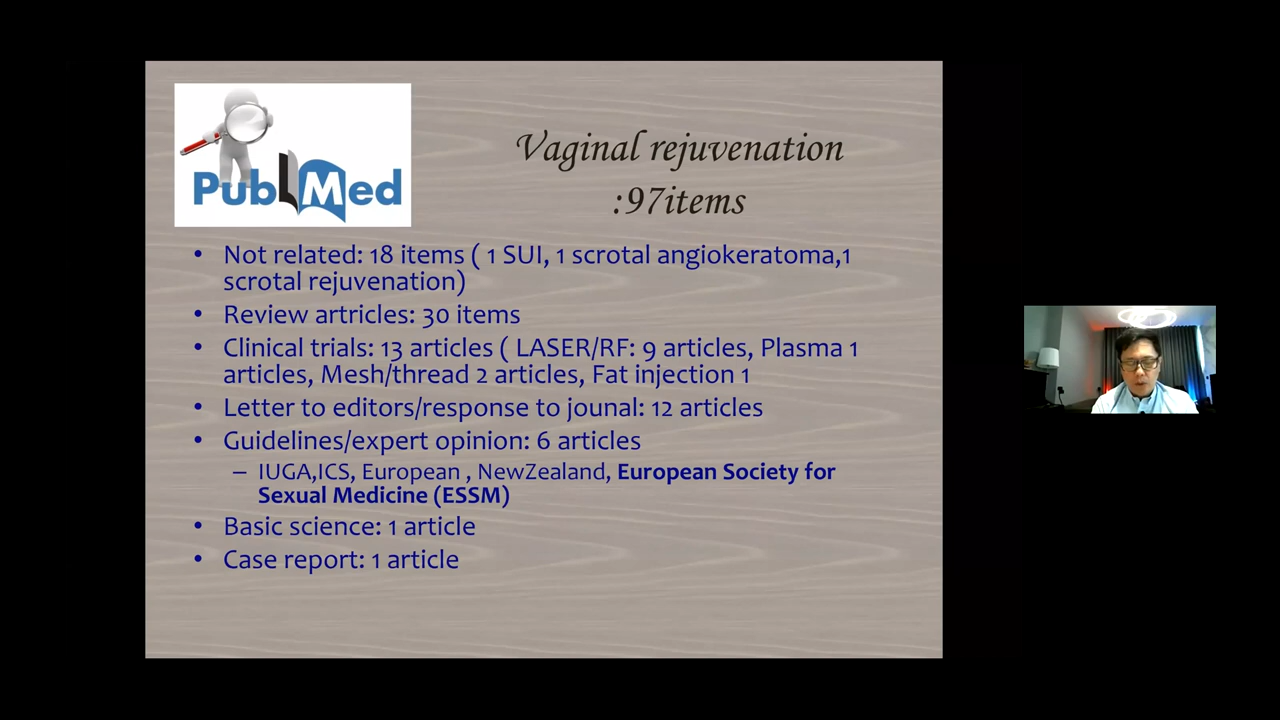 PubMed
Vaginal rejuvenation
:97items
• Not related: 18 items ( 1 SUI, 1 scrotal angiokeratoma,1
scrotal rejuvenation)
• Review artricles: 30 items
• Clinical trials: 13 articles ( LASER/RF: 9 articles, Plasma 1
articles, Mesh/thread 2 articles, Fat injection 1
• Letter to editors/response to jounal: 12 articles
• Guidelines/expert opinion: 6 articles
– IUGA,ICS, European , NewZealand, European Society for
Sexual Medicine (ESSM)
• Basic science: 1 article
• Case report: 1 article